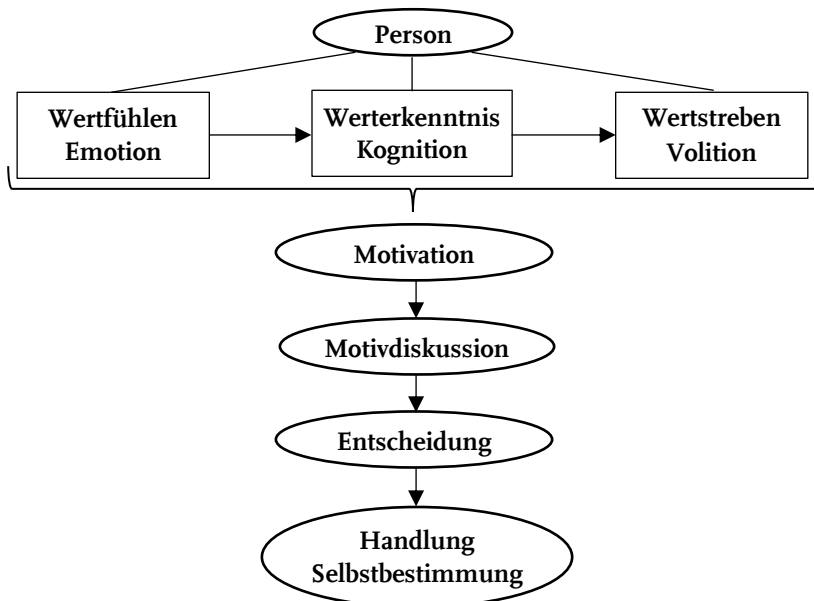 Person
Wertfühlen
Emotion
Werterkenntnis
Kognition
Wertstreben
Volition
Motivation
Motivdiskussion
Entscheidung
Handlung
Selbstbestimmung